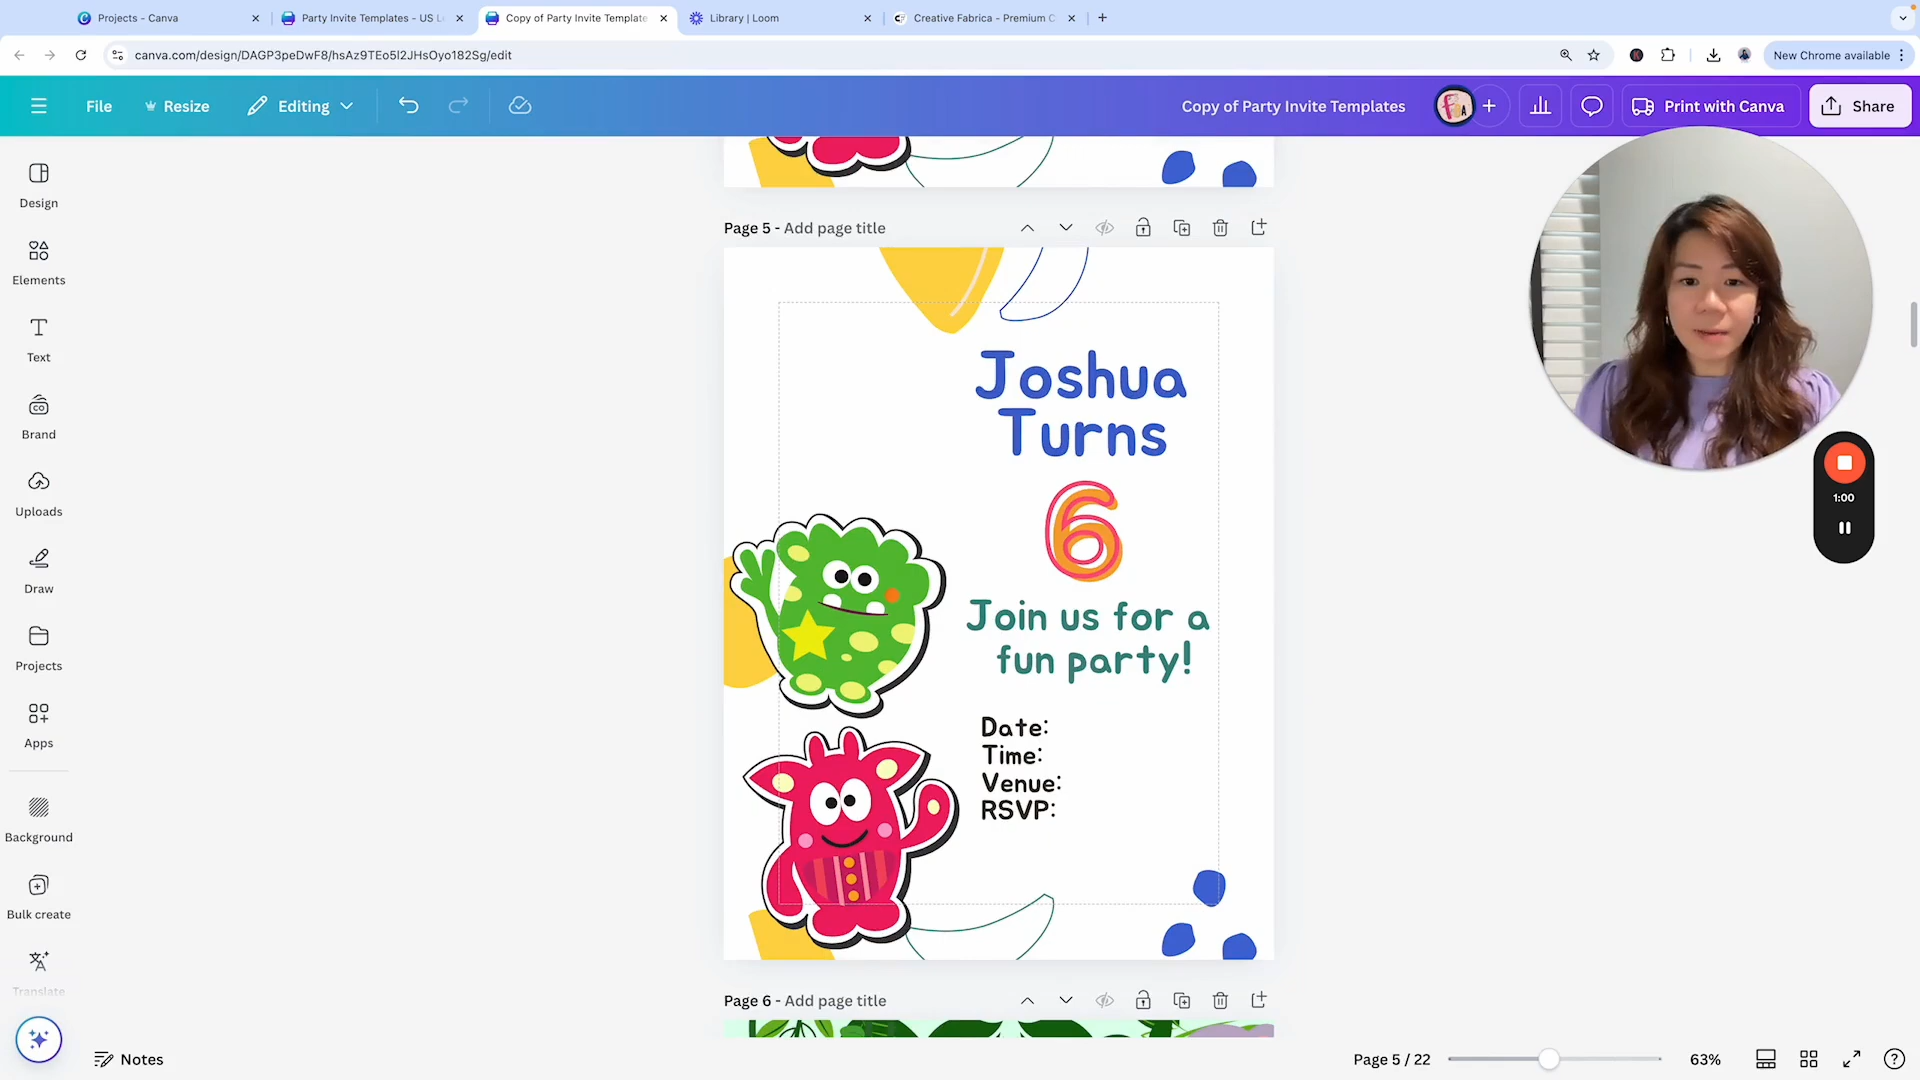 Projects - Canva
Party Invite Templates - US L
Copy of Party Invite Template
Library | Loom
Creative Fabrica - Premium C
canva.com/design/DAGP3peDwF8/hsAz9TEo5I2JHsOyo182Sg/edit
New Chrome available
File
Resize
Editing
Copy of Party Invite Templates
Print with Canva
Share
Design
Elements
Text
Brand
Uploads
Draw
Projects
Apps
Background
Bulk create
Translate
Page 5 - Add page title
Joshua
Turns
6
Join us for a
fun party!
Date:
Time:
Venue:
RSVP:
1:00
Page 6 - Add page title
Notes
Page 5 / 22
63%